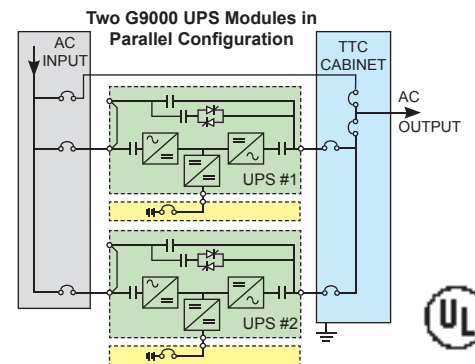 Two G9000 UPS Modules in
Parallel Configuration
AC
INPUT
TTC
CABINET
AC
OUTPUT
UPS #1
UPS #2
UL